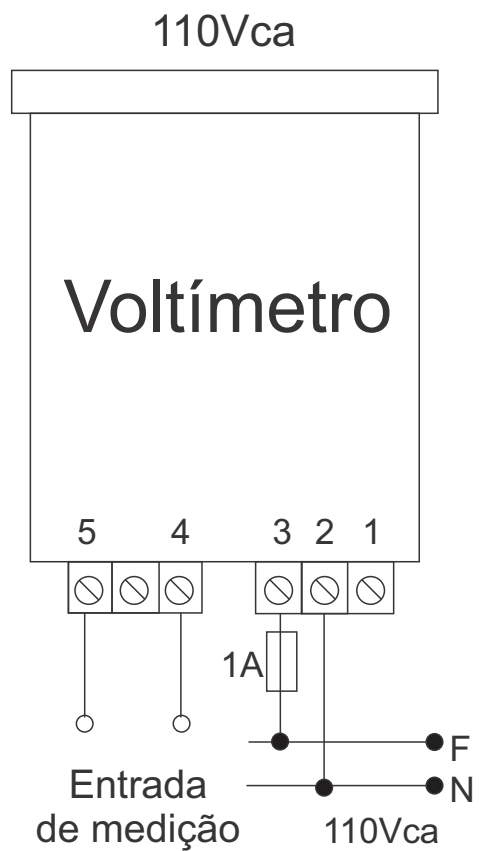 110Vca
Voltímetro
5 4 3 2 1
1A
F
N
Entrada
de medição
110Vca